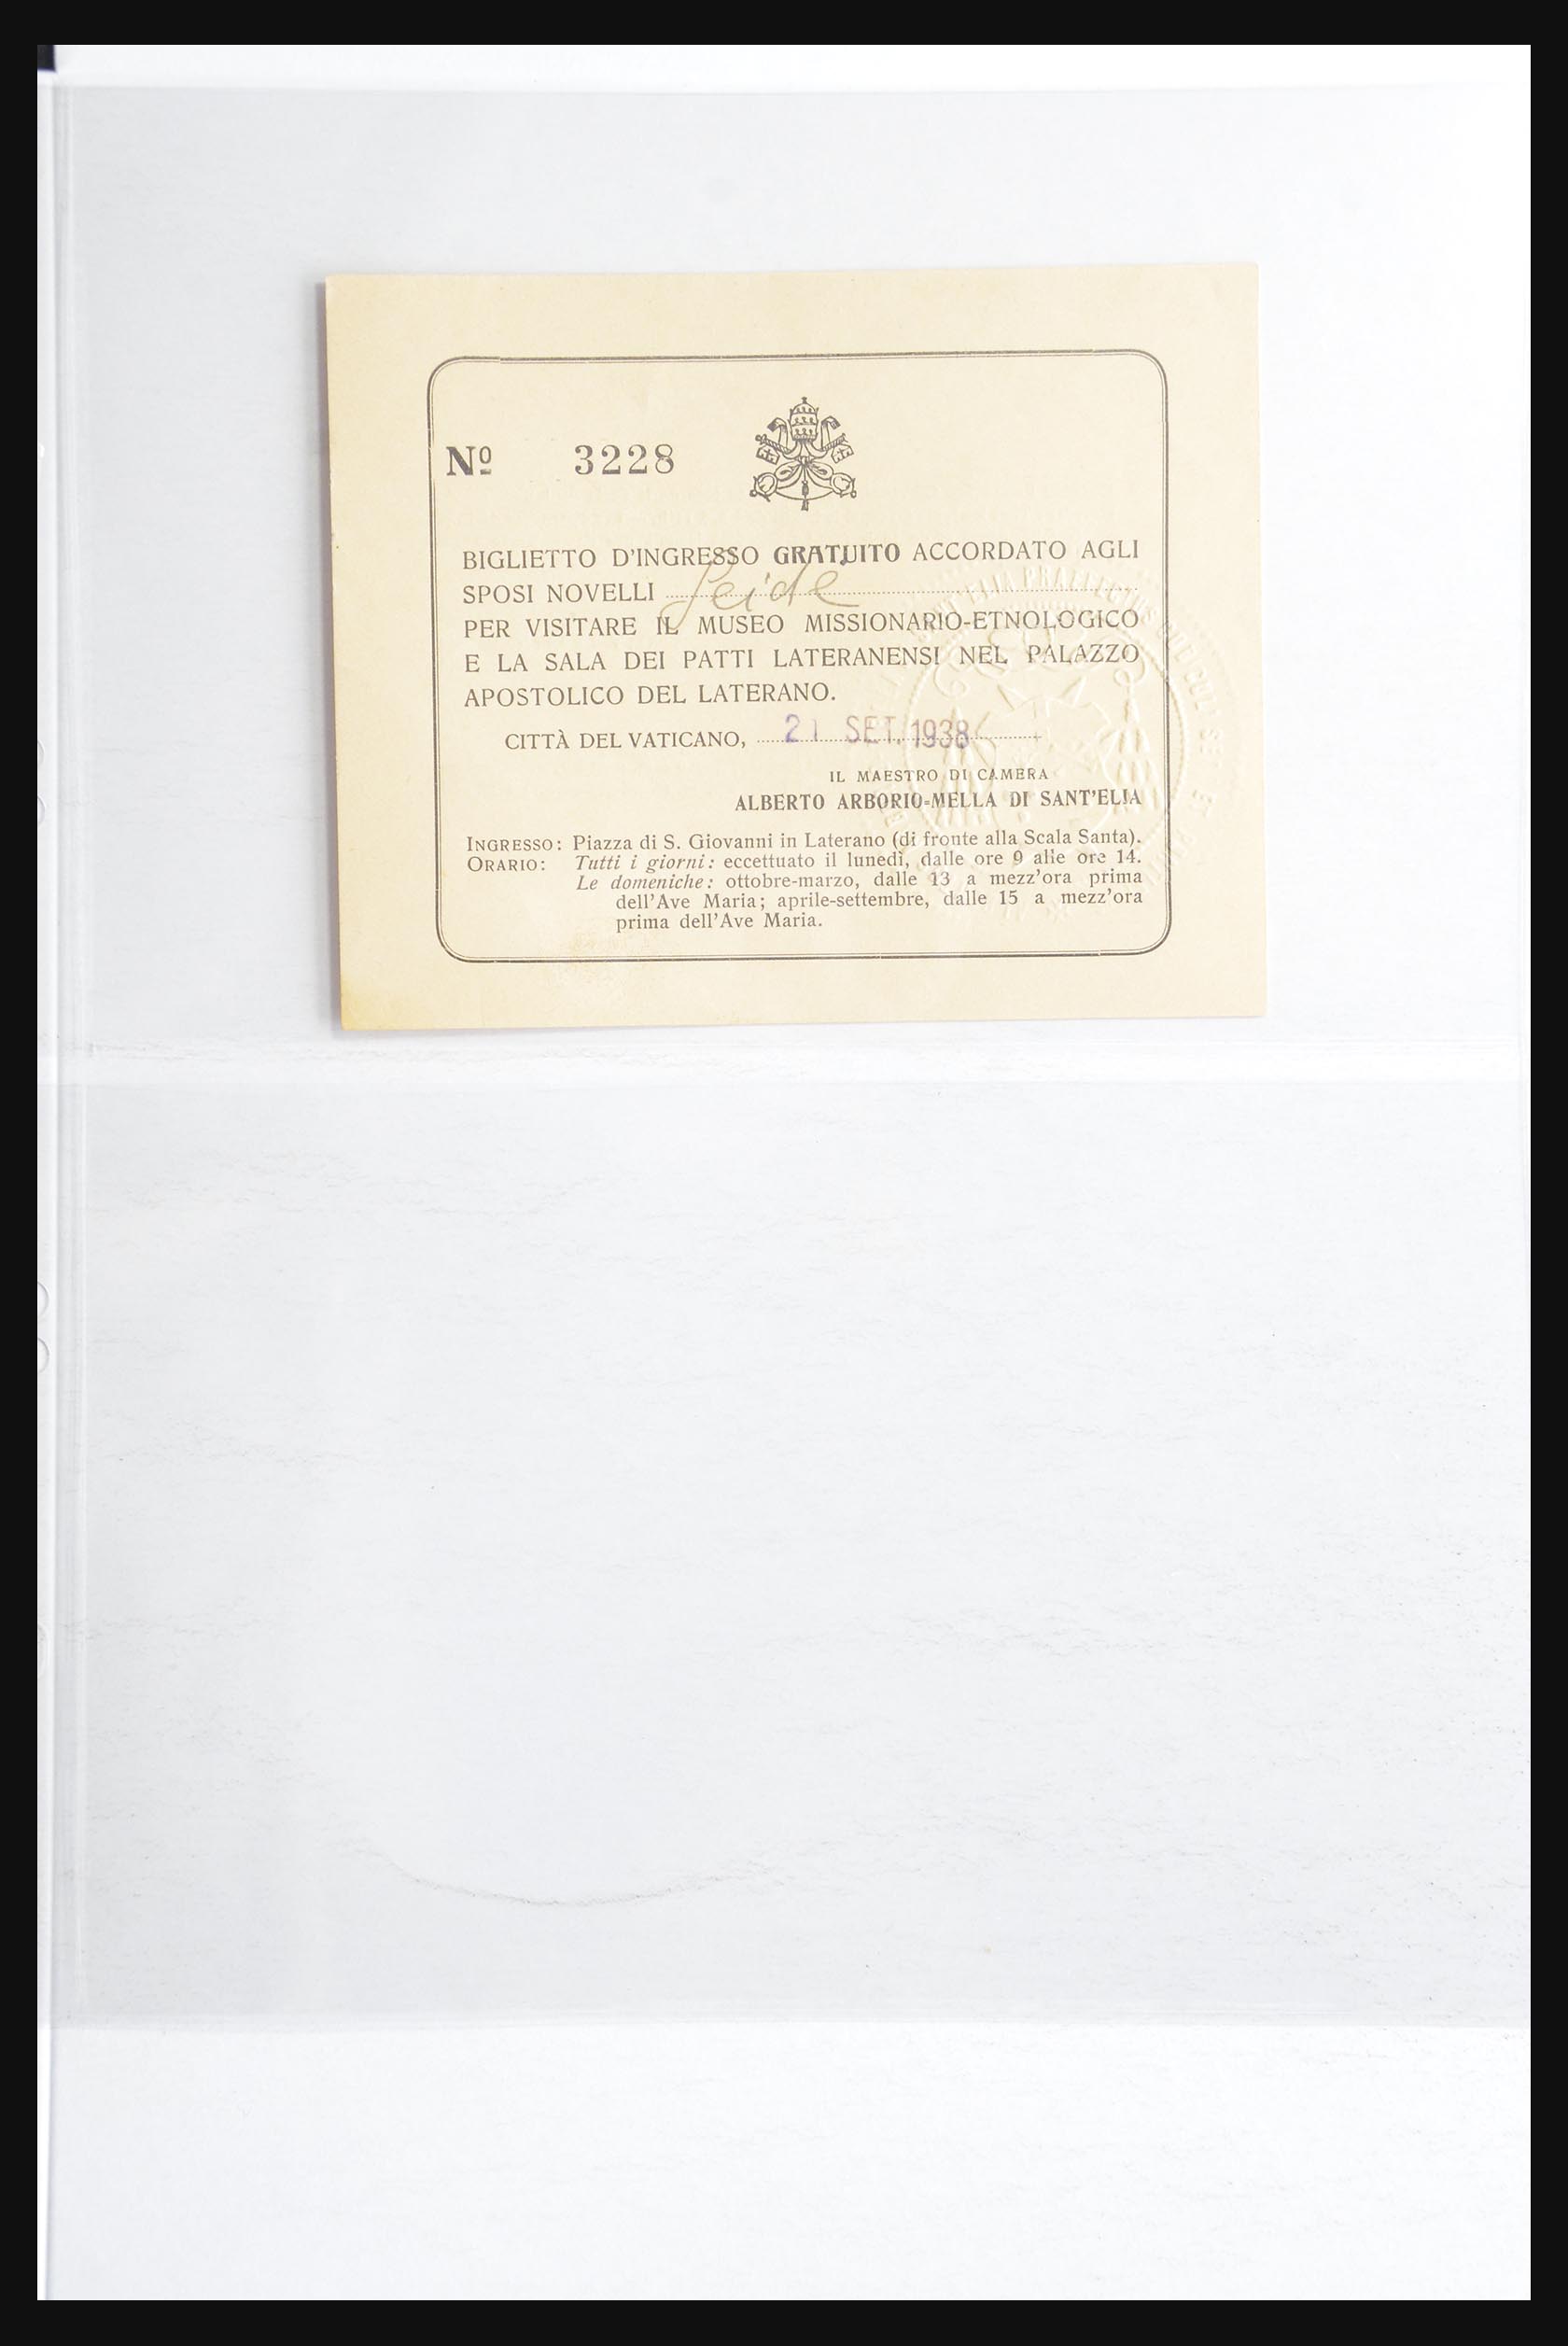 Nº 3228
BIGLIETTO D'INGRESSO GRATUITO ACCORDATO AGLI
SPOSI NOVELLI
PER VISITARE IL MUSEO MISSIONARIO-ETNOLOGICO
E LA SALA DEI PATTI LATERANENSI NEL PALAZZO
APOSTOLICO DEL LATERANO.
CITTÀ DEL VATICANO, 21 SET. 1938
IL MAESTRO DI CAMERA
ALBERTO ARBORIO=MELLA DI SANT'ELIA
INGRESSO: Piazza di S. Giovanni in Laterano (di fronte alla Scala Santa).
ORARIO: Tutti i giorni: eccettuato il lunedì, dalle ore 9 alle ore 14.
Le domeniche: ottobre-marzo, dalle 13 a mezz'ora prima
dell'Ave Maria; aprile-settembre, dalle 15 a mezz'ora
prima dell'Ave Maria.